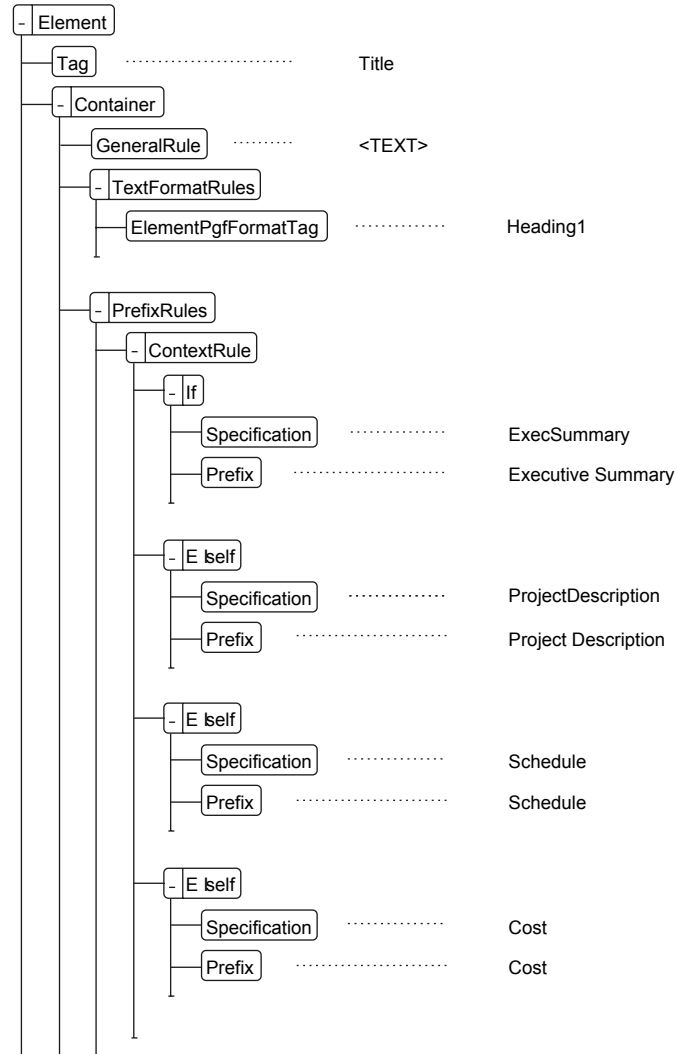 - Element
Tag Title
- Container
GeneralRule <TEXT>
- TextFormatRules
ElementPgfFormatTag Heading1
- PrefixRules
- ContextRule
- If
Specification ExecSummary
Prefix Executive Summary
- E lself
Specification ProjectDescription
Prefix Project Description
- E lself
Specification Schedule
Prefix Schedule
- E lself
Specification Cost
Prefix Cost